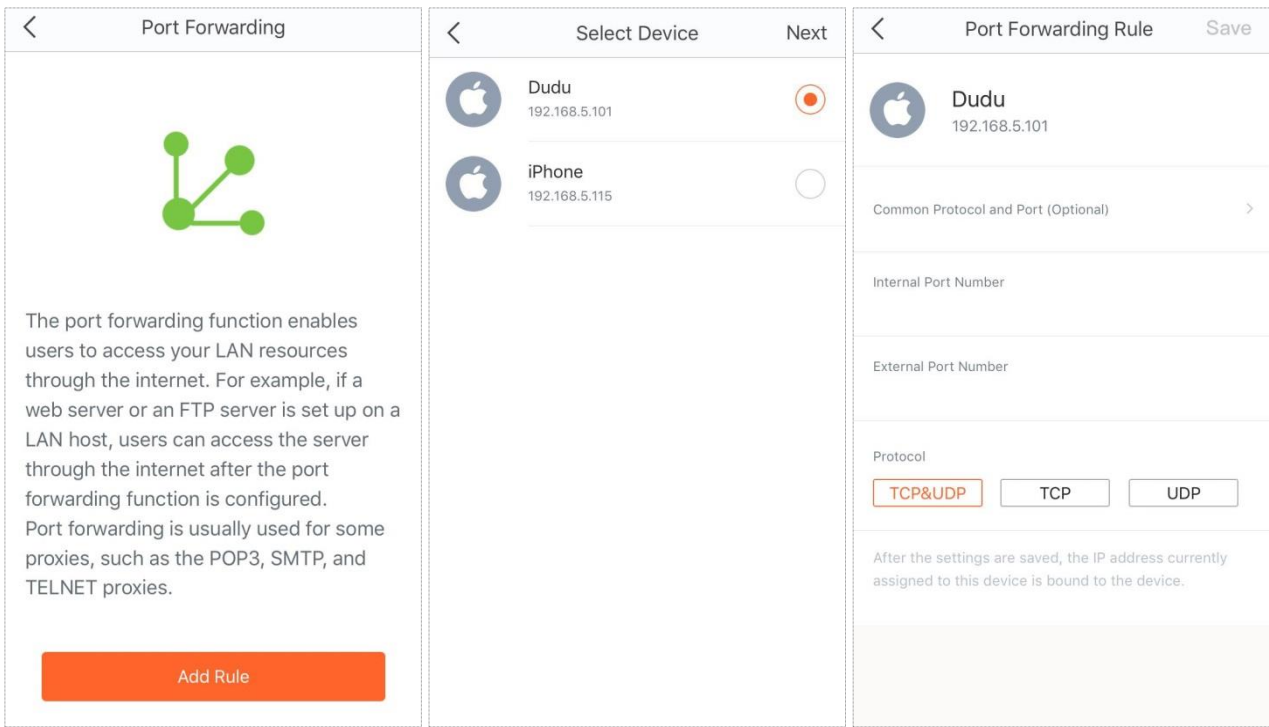 Port Forwarding
The port forwarding function enables
users to access your LAN resources
through the internet. For example, if a
web server or an FTP server is set up on a
LAN host, users can access the server
through the internet after the port
forwarding function is configured.
Port forwarding is usually used for some
proxies, such as the POP3, SMTP, and
TELNET proxies.
Add Rule
Select Device
Next
Dudu
192.168.5.101
iPhone
192.168.5.115
Port Forwarding Rule
Save
Dudu
192.168.5.101
Common Protocol and Port (Optional)
Internal Port Number
External Port Number
Protocol
TCP&UDP
TCP
UDP
After the settings are saved, the IP address currently
assigned to this device is bound to the device.